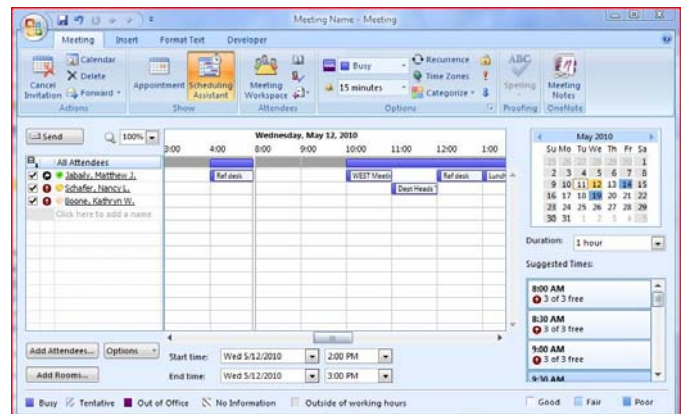 Meeting Name - Meeting
Meeting Insert Format Text Developer
Cancel Invitation
Calendar
Delete
Forward
Actions
Appointment
Scheduling Assistant
Show
Meeting Workspace
Attendees
Busy
15 minutes
Recurrence
Time Zones
Categorize
Options
ABC
Spelling
Proofing
Meeting Notes
OneNote
Send
100%
Wednesday, May 12, 2010
3:00 4:00 8:00 9:00 10:00 11:00 12:00 1:00
All Attendees
Jabaily, Matthew J.
Ref desk WEST Meeti Ref desk Lunch
Schafer, Nancy L.
Dept Heads
Boone, Kathryn W.
Click here to add a name
Add Attendees... Options
Add Rooms...
Start time: Wed 5/12/2010 2:00 PM
End time: Wed 5/12/2010 3:00 PM
May 2010
Su Mo Tu We Th Fr Sa
25 26 27 28 29 30 1
2 3 4 5 6 7 8
9 10 11 12 13 14 15
16 17 18 19 20 21 22
23 24 25 26 27 28 29
30 31 1 2 3 4 5
Duration: 1 hour
Suggested Times:
8:00 AM
3 of 3 free
8:30 AM
3 of 3 free
9:00 AM
3 of 3 free
9:30 AM
Busy Tentative Out of Office No Information Outside of working hours
Good Fair Poor